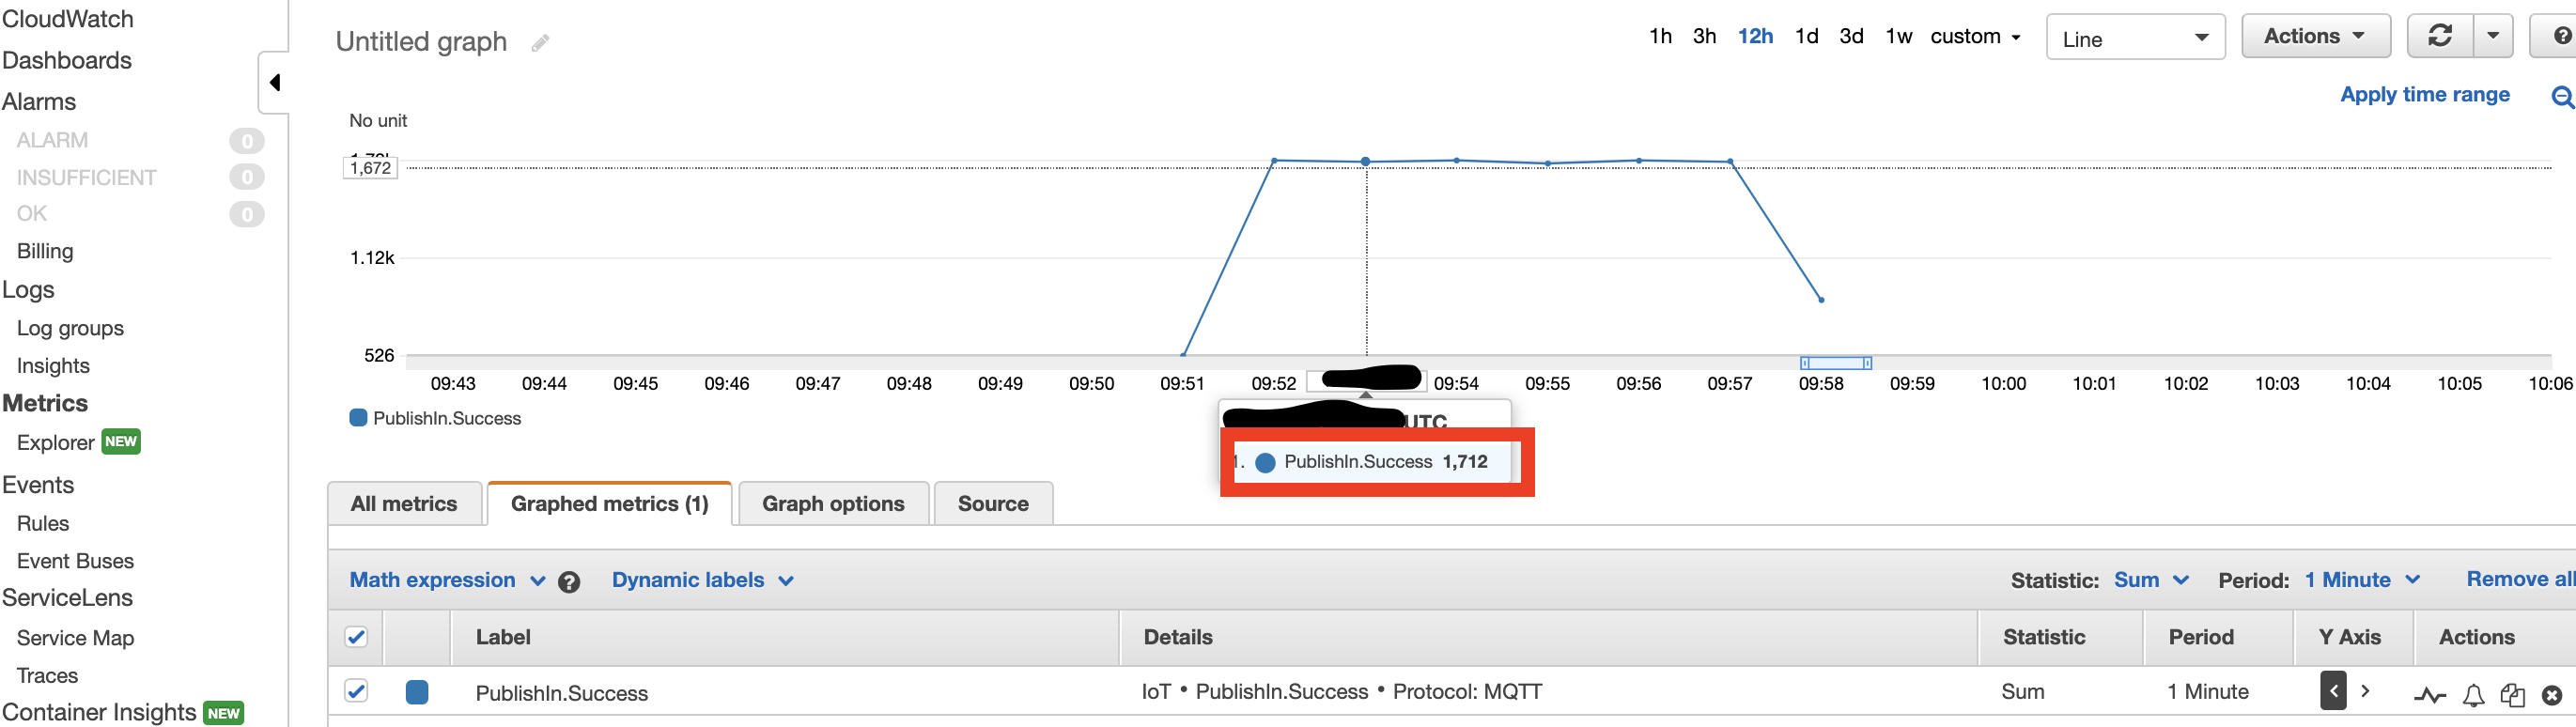 CloudWatch
Dashboards
Alarms
ALARM 0
INSUFFICIENT 0
OK 0
Billing
Logs
Log groups
Insights
Metrics
Explorer NEW
Events
Rules
Event Buses
ServiceLens
Service Map
Traces
Container Insights NEW
Untitled graph
1h 3h 12h 1d 3d 1w custom
Line
Actions
?
Apply time range
No unit
1,672
1.12k
526
09:43 09:44 09:45 09:46 09:47 09:48 09:49 09:50 09:51 09:52 09:54 09:55 09:56 09:57 09:58 09:59 10:00 10:01 10:02 10:03 10:04 10:05 10:06
PublishIn.Success
UTC
1. PublishIn.Success 1,712
All metrics Graphed metrics (1) Graph options Source
Math expression ? Dynamic labels Statistic: Sum Period: 1 Minute Remove all
Label Details Statistic Period Y Axis Actions
PublishIn.Success IoT • PublishIn.Success • Protocol: MQTT Sum 1 Minute < >